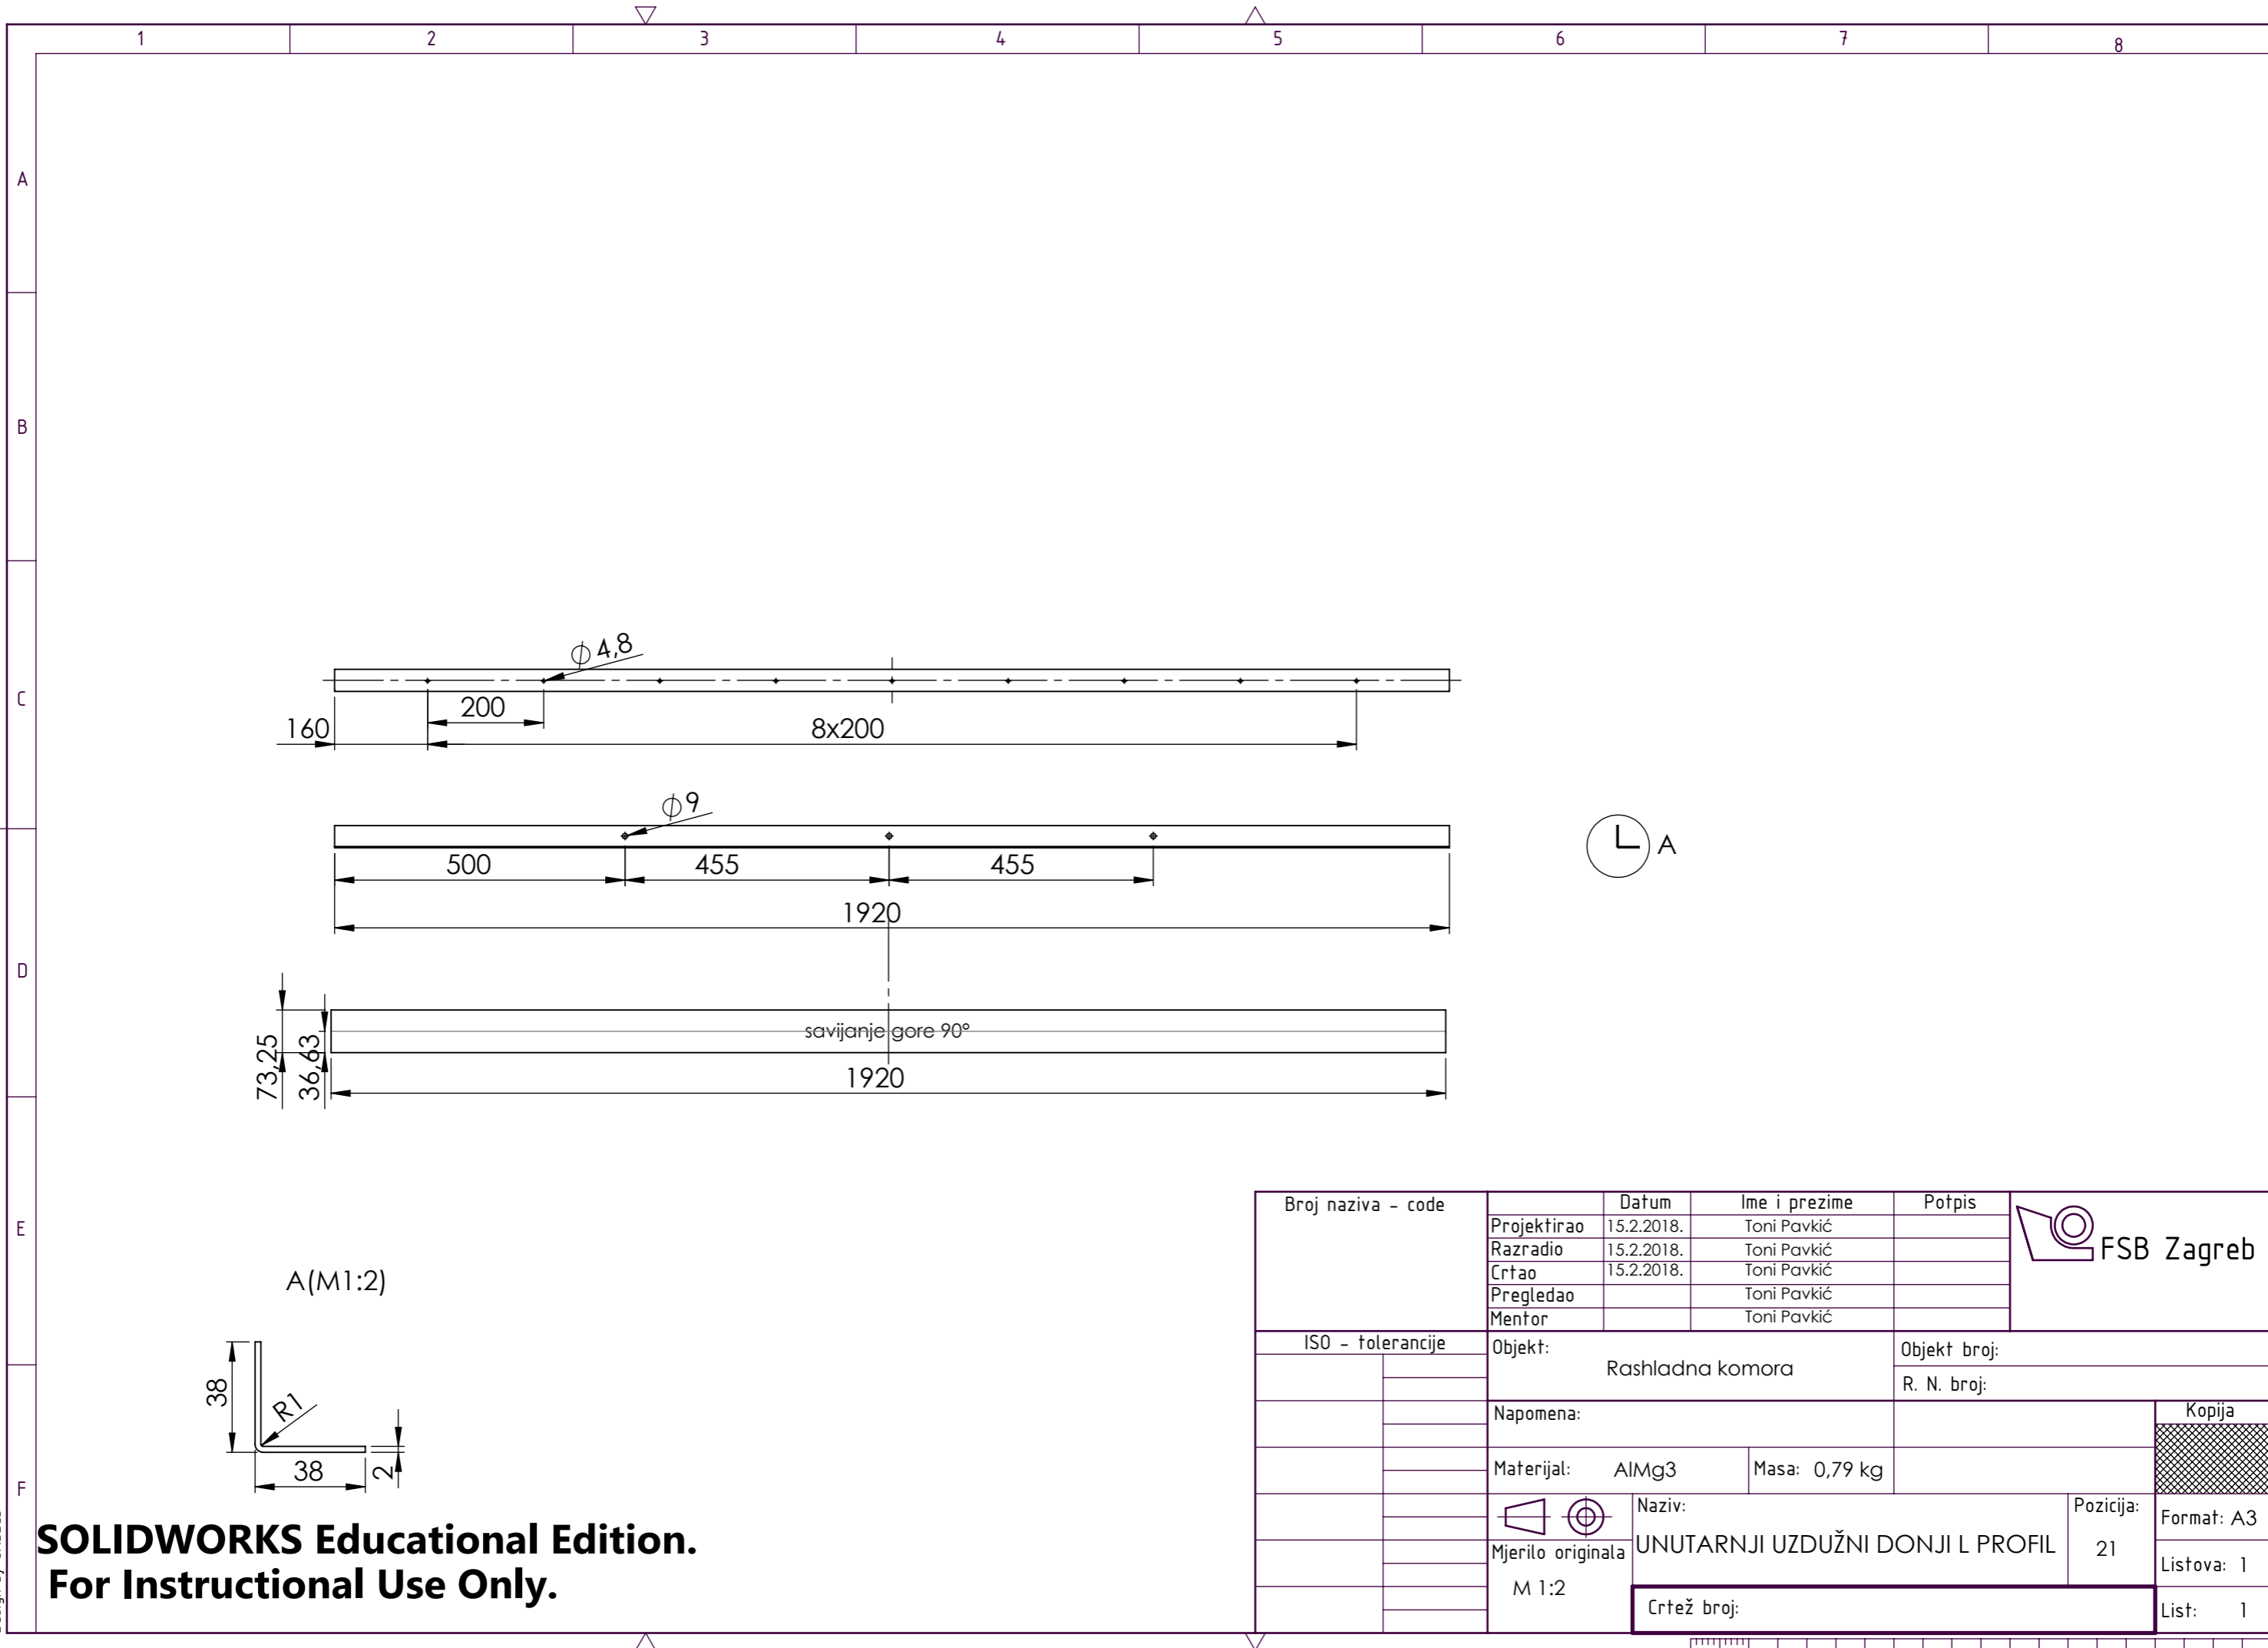 1 2 3 4 5 6 7 8
A
B
C
D
E
F
⌀ 4,8
200
160
8x200
⌀9
500 455 455
A
1920
73,25
36,63
savijanje gore 90°
1920
A(M1:2)
38
R1
38
2
SOLIDWORKS Educational Edition.
For Instructional Use Only.
Broj naziva - code
Datum Ime i prezime Potpis
Projektirao 15.2.2018. Toni Pavkić
Razradio 15.2.2018. Toni Pavkić
Crtao 15.2.2018. Toni Pavkić
Pregledao Toni Pavkić
Mentor Toni Pavkić
FSB Zagreb
ISO - tolerancije
Objekt:
Rashladna komora
Objekt broj:
R. N. broj:
Napomena:
Kopija
Materijal: AlMg3
Masa: 0,79 kg
Naziv:
UNUTARNJI UZDUŽNI DONJI L PROFIL
Pozicija:
21
Format: A3
Mjerilo originala
M 1:2
Listova: 1
Crtež broj:
List: 1